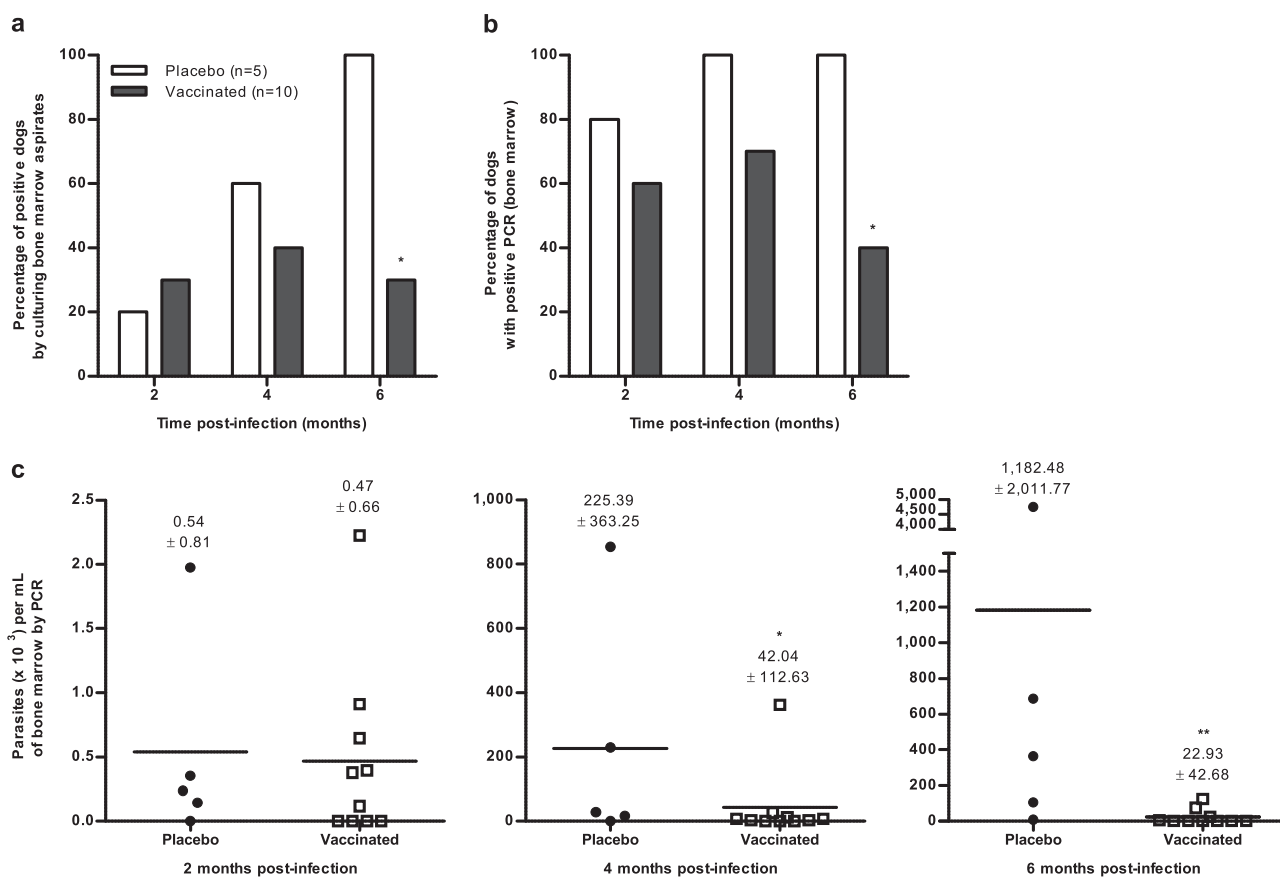 a
100
80
60
40
20
0
Percentage of positive dogs
by culturing bone marrow aspirates
Placebo (n=5)
Vaccinated (n=10)
*
2 4 6
Time post-infection (months)
b
100
80
60
40
20
0
Percentage of dogs
with positive PCR (bone marrow)
*
2 4 6
Time post-infection (months)
c
Parasites (x 10 3) per mL
of bone marrow by PCR
2.5
2.0
1.5
1.0
0.5
0.0
0.54
± 0.81
0.47
± 0.66
Placebo Vaccinated
2 months post-infection
1,000
800
600
400
200
0
225.39
± 363.25
*
42.04
± 112.63
Placebo Vaccinated
4 months post-infection
5,000
4,500
4,000
1,400
1,200
1,000
800
600
400
200
0
1,182.48
± 2,011.77
**
22.93
± 42.68
Placebo Vaccinated
6 months post-infection